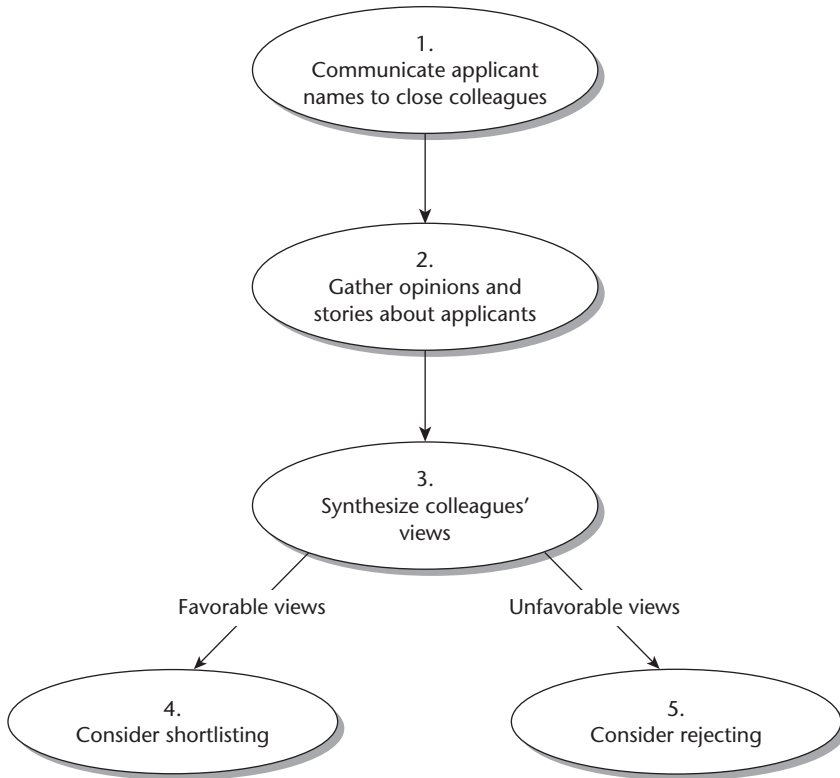 1.
Communicate applicant
names to close colleagues
2.
Gather opinions and
stories about applicants
3.
Synthesize colleagues’
views
Favorable views
Unfavorable views
4.
Consider shortlisting
5.
Consider rejecting